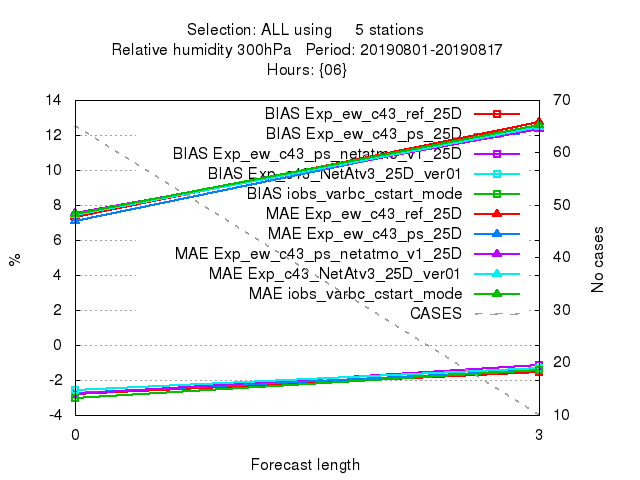 Selection: ALL using 5 stations
Relative humidity 300hPa Period: 20190801-20190817
Hours: {06}
14
12
10
8
6
4
2
0
-2
-4
%
BIAS Exp_ew_c43_ref_25D
BIAS Exp_ew_c43_ps_25D
BIAS Exp_ew_c43_ps_netatmo_v1_25D
BIAS Exp_c43_NetAtv3_25D_ver01
BIAS iobs_varbc_cstart_mode
MAE Exp_ew_c43_ref_25D
MAE Exp_ew_c43_ps_25D
MAE Exp_ew_c43_ps_netatmo_v1_25D
MAE Exp_c43_NetAtv3_25D_ver01
MAE iobs_varbc_cstart_mode
CASES
70
60
50
40
30
20
10
No cases
0 3
Forecast length